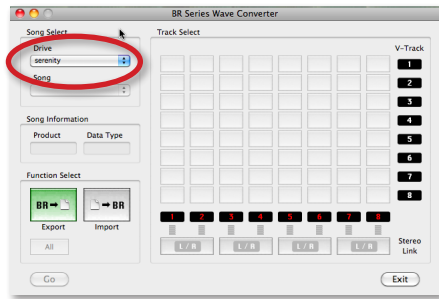 BR Series Wave Converter
Song Select
Drive
serenity
Song
Song Information
Product Data Type
Function Select
BR
BR
Export Import
All
Go
Track Select
V-Track
1
2
3
4
5
6
7
8
1 2 3 4 5 6 7 8
L / R L / R L / R L / R
Stereo
Link
Exit